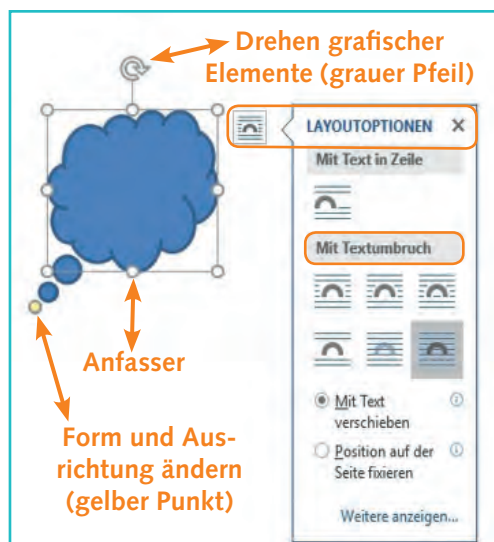 Drehen grafischer
Elemente (grauer Pfeil)
LAYOUTOPTIONEN
Mit Text in Zeile
Mit Textumbruch
Mit Text
verschieben
Position auf der
Seite fixieren
Weitere anzeigen...
Anfasser
Form und Aus-
richtung ändern
(gelber Punkt)